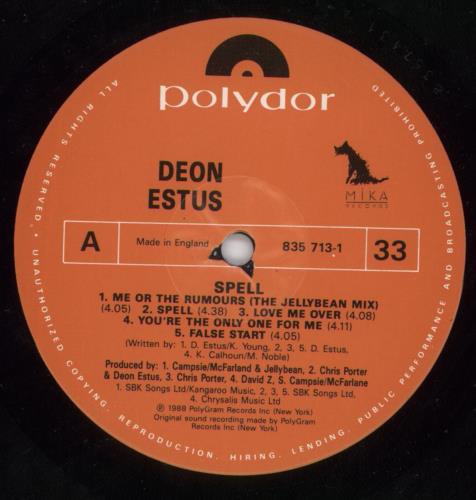 polydor
DEON
ESTUS
MIKA
RECORDS
A
Made in England
835 713-1
33
SPELL
1. ME OR THE RUMOURS (THE JELLYBEAN MIX)
(4.05) 2. SPELL (4.38) 3. LOVE ME OVER (4.08)
4. YOU'RE THE ONLY ONE FOR ME (4.11)
5. FALSE START (4.05)
(Written by: 1. D. Estus/K. Young, 2, 3, 5. D. Estus,
4. K. Calhoun/M. Noble)
Produced by: 1. Campsie/McFarland & Jellybean, 2. Chris Porter
& Deon Estus, 3. Chris Porter, 4. David Z, S. Campsie/McFarlane
1. SBK Songs Ltd/Kangaroo Music, 2, 3, 5. SBK Songs Ltd,
4. Chrysalis Music Ltd
℗ 1988 PolyGram Records Inc (New York)
Original sound recording made by PolyGram
Records Inc (New York)
ALL RIGHTS RESERVED. UNAUTHORIZED COPYING, REPRODUCTION, HIRING, LENDING, PUBLIC PERFORMANCE AND BROADCASTING PROHIBITED